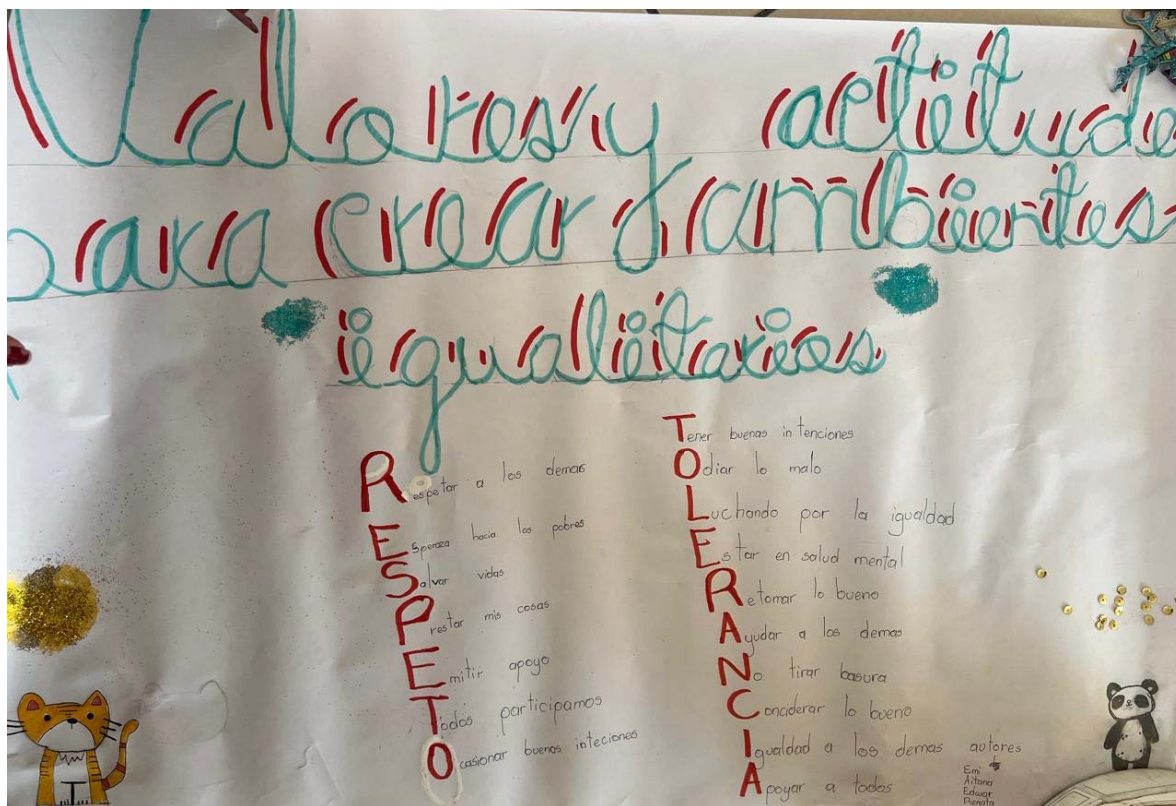 Valores y actitude
para crear ambientes
igualitarios
Respetar a los demas
Esperaza hacia los pobres
Salvar vidas
Prestar mis cosas
Emitir apoyo
Todos participamos
Ocasionar buenas inteciones
Tener buenas intenciones
Odiar lo malo
Luchando por la igualdad
Estar en salud mental
Retomar lo bueno
Ayudar a los demas
No tirar basura
Conciderar lo bueno
Igualdad a los demas
Apoyar a todos
autores
Emi
Aitana
Edwar
Renata